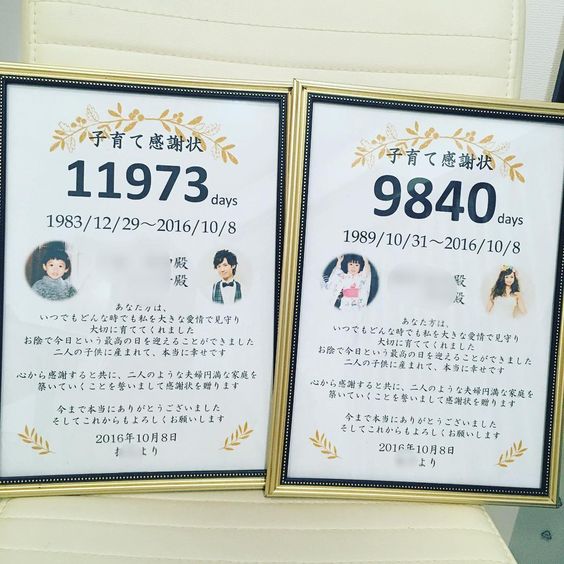 子育て感謝状
11973 days
1983/12/29～2016/10/8
殿
殿
あなた方は、
いつでもどんな時でも私を大きな愛情で見守り
大切に育ててくれました
お陰で今日という最高の日を迎えることができました
二人の子供に産まれて、本当に幸せです
心から感謝すると共に、二人のような夫婦円満な家庭を
築いていくことを誓いまして感謝状を贈ります
今まで本当にありがとうございました
そしてこれからもよろしくお願いします
2016年10月8日
より
子育て感謝状
9840 days
1989/10/31～2016/10/8
殿
殿
あなた方は、
いつでもどんな時でも私を大きな愛情で見守り
大切に育ててくれました
お陰で今日という最高の日を迎えることができました
二人の子供に産まれて、本当に幸せです
心から感謝すると共に、二人のような夫婦円満な家庭を
築いていくことを誓いまして感謝状を贈ります
今まで本当にありがとうございました
そしてこれからもよろしくお願いします
2016年10月8日
より